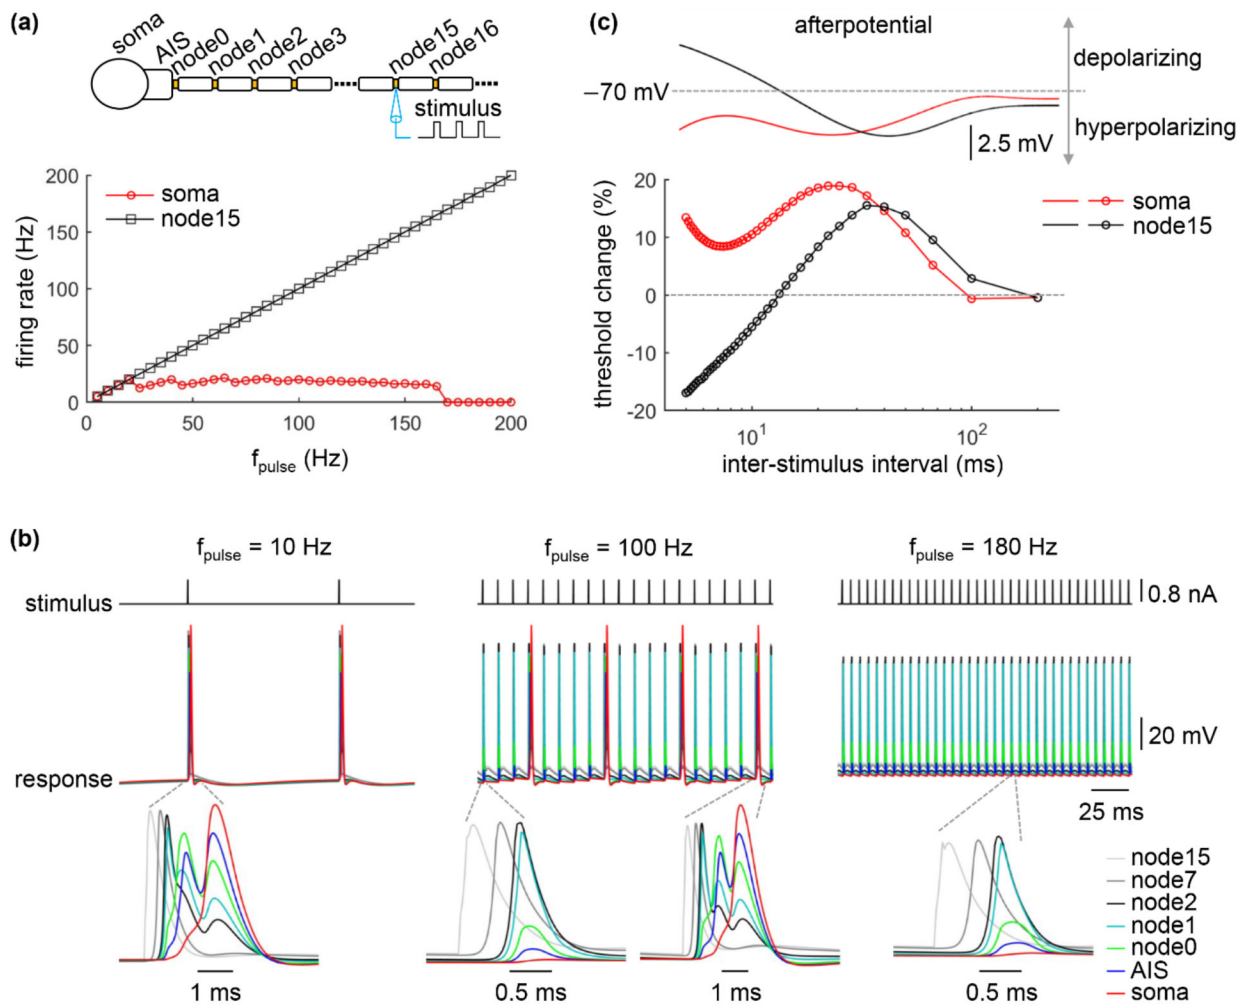 (a)
soma
AIS
node0
node1
node2
node3
node15
node16
stimulus
firing rate (Hz)
200
150
100
50
0
soma
node15
0
50
100
150
200
f_pulse (Hz)
(c)
afterpotential
depolarizing
−70 mV
hyperpolarizing
2.5 mV
threshold change (%)
20
10
0
-10
-20
soma
node15
10^1
10^2
inter-stimulus interval (ms)
(b)
f_pulse = 10 Hz
f_pulse = 100 Hz
f_pulse = 180 Hz
stimulus
0.8 nA
20 mV
response
25 ms
node15
node7
node2
node1
node0
AIS
soma
1 ms
0.5 ms
1 ms
0.5 ms